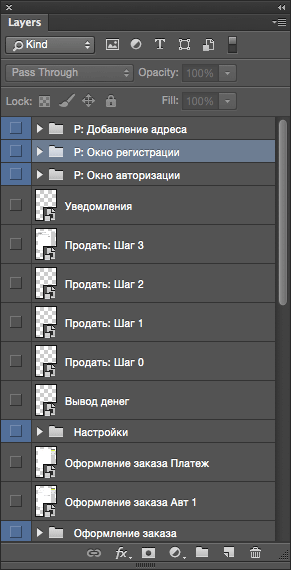 Layers
Kind
Pass Through
Opacity: 100%
Lock:
Fill: 100%
P: Добавление адреса
P: Окно регистрации
P: Окно авторизации
Уведомления
Продать: Шаг 3
Продать: Шаг 2
Продать: Шаг 1
Продать: Шаг 0
Вывод денег
Настройки
Оформление заказа Платеж
Оформление заказа Авт 1
Оформление заказа
fx